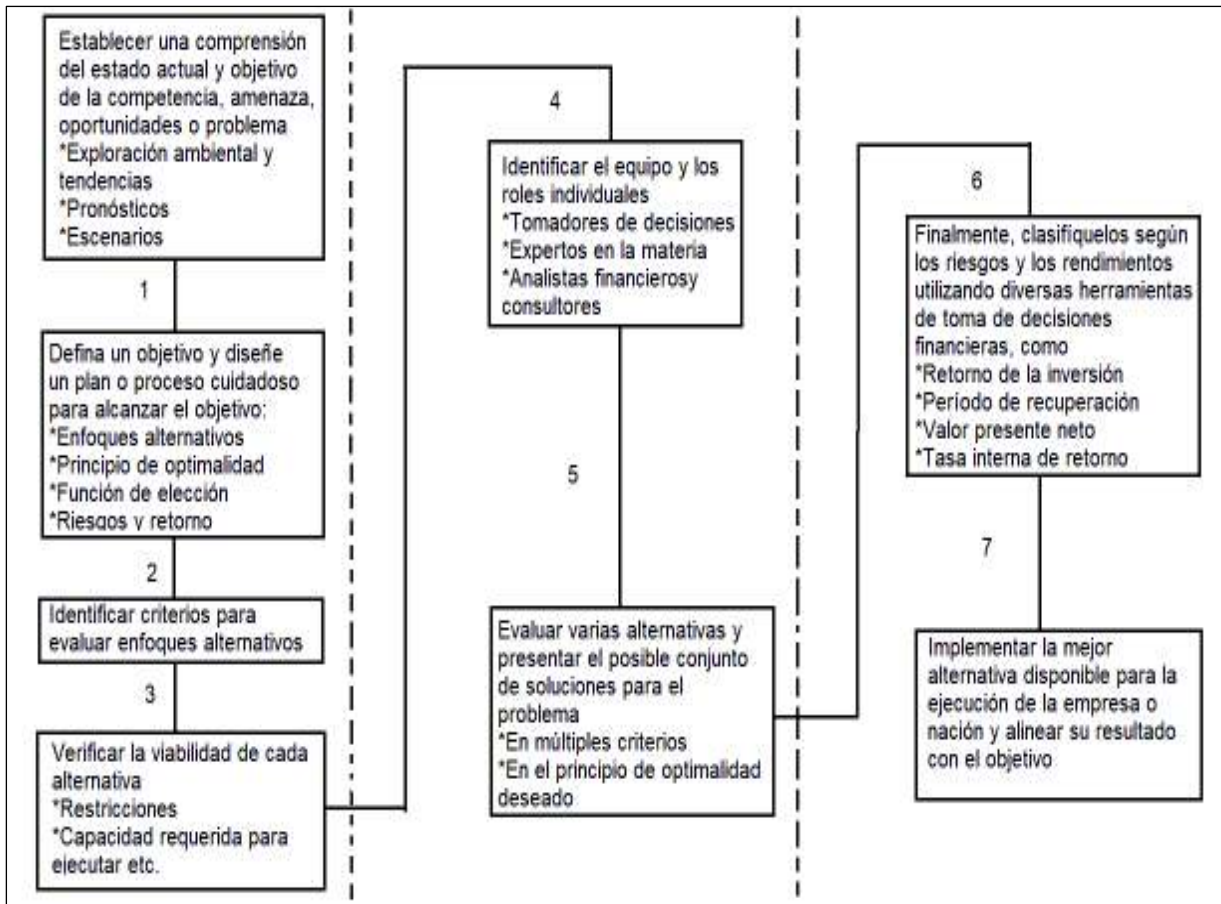 Establecer una comprensión
del estado actual y objetivo
de la competencia, amenaza,
oportunidades o problema
*Exploración ambiental y
tendencias
*Pronósticos
*Escenarios
1
Defina un objetivo y diseñe
un plan o proceso cuidadoso
para alcanzar el objetivo:
*Enfoques alternativos
*Principio de optimalidad
*Función de elección
*Riesgos y retorno
2
Identificar criterios para
evaluar enfoques alternativos
3
Verificar la viabilidad de cada
alternativa
*Restricciones
*Capacidad requerida para
ejecutar etc.
4
Identificar el equipo y los
roles individuales
*Tomadores de decisiones
*Expertos en la materia
*Analistas financierosy
consultores
5
Evaluar varias alternativas y
presentar el posible conjunto
de soluciones para el
problema
*En múltiples criterios
*En el principio de optimalidad
deseado
6
Finalmente, clasifíquelos según
los riesgos y los rendimientos
utilizando diversas herramientas
de toma de decisiones
financieras, como
*Retorno de la inversión
*Período de recuperación
*Valor presente neto
*Tasa interna de retorno
7
Implementar la mejor
alternativa disponible para la
ejecución de la empresa o
nación y alinear su resultado
con el objetivo